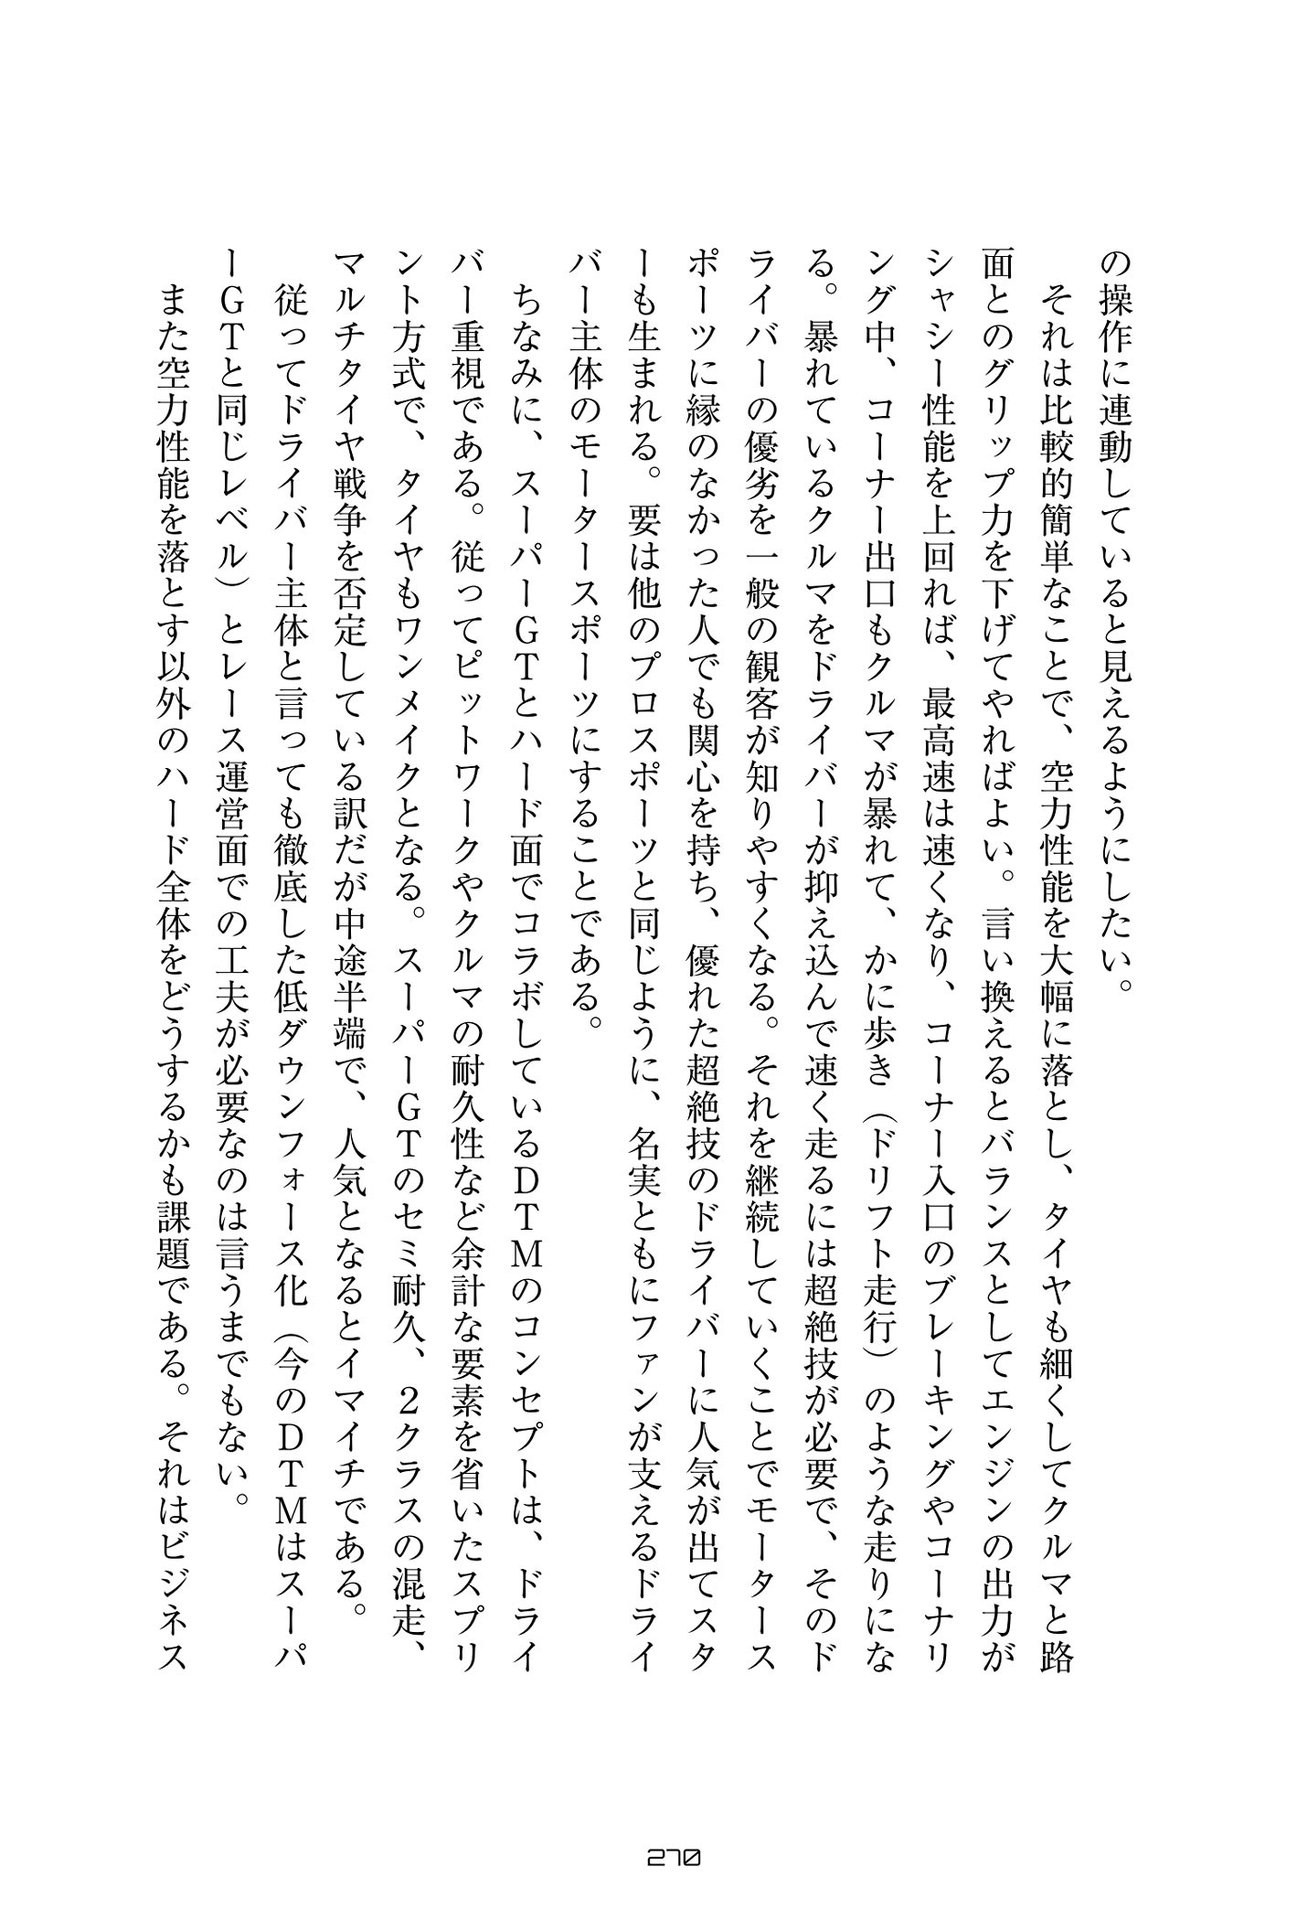 の操作に連動していると見えるようにしたい。
　それは比較的簡単なことで、空力性能を大幅に落とし、タイヤも細くしてクルマと路
面とのグリップ力を下げてやればよい。言い換えるとバランスとしてエンジンの出力が
シャシー性能を上回れば、最高速は速くなり、コーナー入口のブレーキングやコーナリ
ング中、コーナー出口もクルマが暴れて、かに歩き（ドリフト走行）のような走りにな
る。暴れているクルマをドライバーが抑え込んで速く走るには超絶技が必要で、そのド
ライバーの優劣を一般の観客が知りやすくなる。それを継続していくことでモータース
ポーツに縁のなかった人でも関心を持ち、優れた超絶技のドライバーに人気が出てスタ
ーも生まれる。要は他のプロスポーツと同じように、名実ともにファンが支えるドライ
バー主体のモータースポーツにすることである。
　ちなみに、スーパーＧＴとハード面でコラボしているＤＴＭのコンセプトは、ドライ
バー重視である。従ってピットワークやクルマの耐久性など余計な要素を省いたスプリ
ント方式で、タイヤもワンメイクとなる。スーパーＧＴのセミ耐久、２クラスの混走、
マルチタイヤ戦争を否定している訳だが中途半端で、人気となるとイマイチである。
　従ってドライバー主体と言っても徹底した低ダウンフォース化（今のＤＴＭはスーパ
ーＧＴと同じレベル）とレース運営面での工夫が必要なのは言うまでもない。
　また空力性能を落とす以外のハード全体をどうするかも課題である。それはビジネス
270